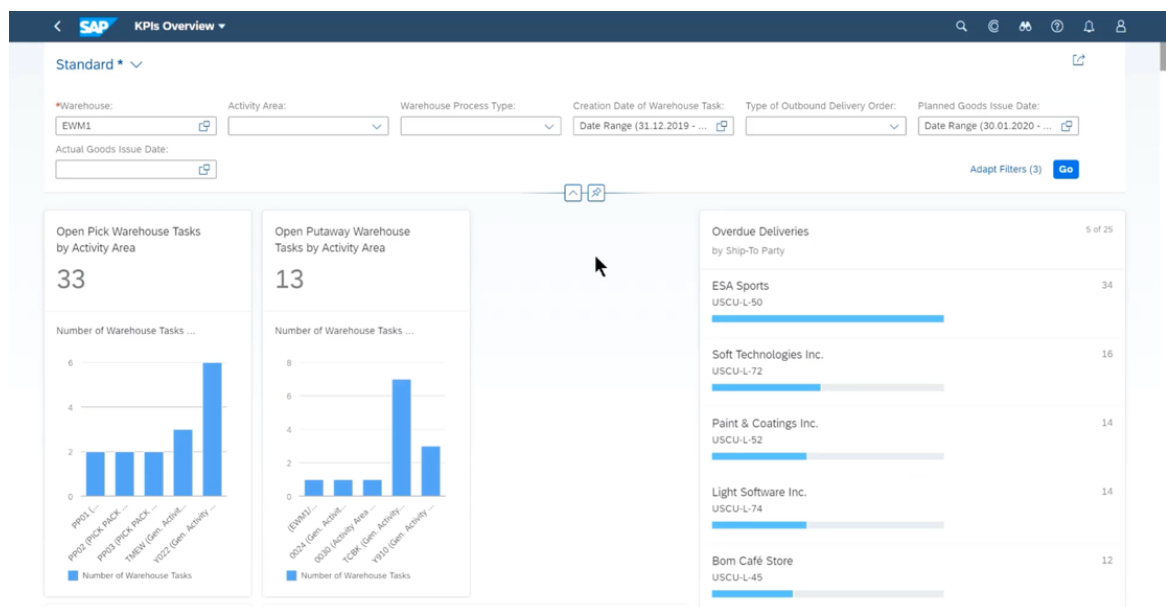 SAP KPIs Overview
Standard *
*Warehouse:
Activity Area:
Warehouse Process Type:
Creation Date of Warehouse Task:
Type of Outbound Delivery Order:
Planned Goods Issue Date:
EWM1
Date Range (31.12.2019 - ...
Date Range (30.01.2020 - ...
Actual Goods Issue Date:
Adapt Filters (3)
Go
Open Pick Warehouse Tasks
by Activity Area
33
Number of Warehouse Tasks ...
6
4
2
0
PP01 (...
PP02 (PICK PACK ...
PP03 (PICK PACK ...
TMEW (Gen. Activit...
Y022 (Gen. Activity ...
Number of Warehouse Tasks
Open Putaway Warehouse
Tasks by Activity Area
13
Number of Warehouse Tasks ...
8
6
4
2
0
(EWM1/...
0024 (Gen. Activit...
0030 (Activity Area ...
TCBK (Gen. Activity...
Y910 (Gen. Activity...
Number of Warehouse Tasks
Overdue Deliveries
5 of 25
by Ship-To Party
ESA Sports
34
USCU-L-50
Soft Technologies Inc.
16
USCU-L-72
Paint & Coatings Inc.
14
USCU-L-52
Light Software Inc.
14
USCU-L-74
Bom Café Store
12
USCU-L-45